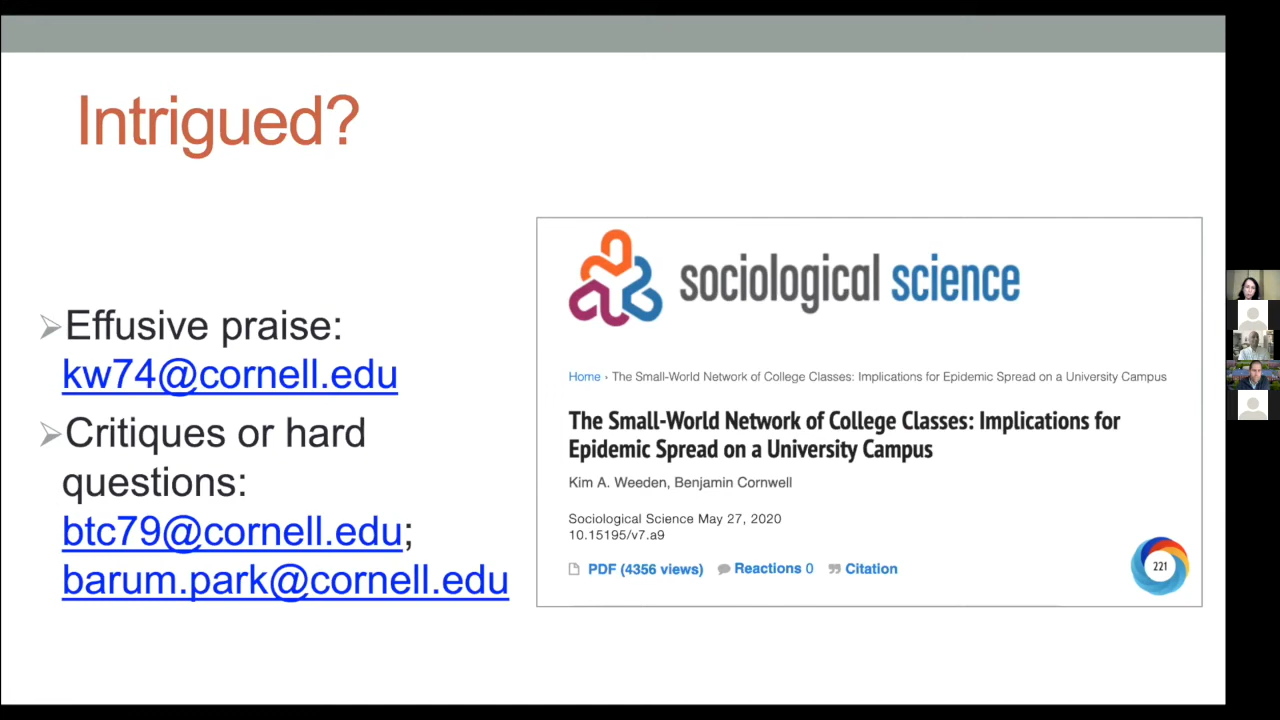 Intrigued?
➢Effusive praise:
kw74@cornell.edu
➢Critiques or hard
questions:
btc79@cornell.edu;
barum.park@cornell.edu
sociological science
Home › The Small-World Network of College Classes: Implications for Epidemic Spread on a University Campus
The Small-World Network of College Classes: Implications for
Epidemic Spread on a University Campus
Kim A. Weeden, Benjamin Cornwell
Sociological Science May 27, 2020
10.15195/v7.a9
PDF (4356 views) Reactions 0 Citation
221